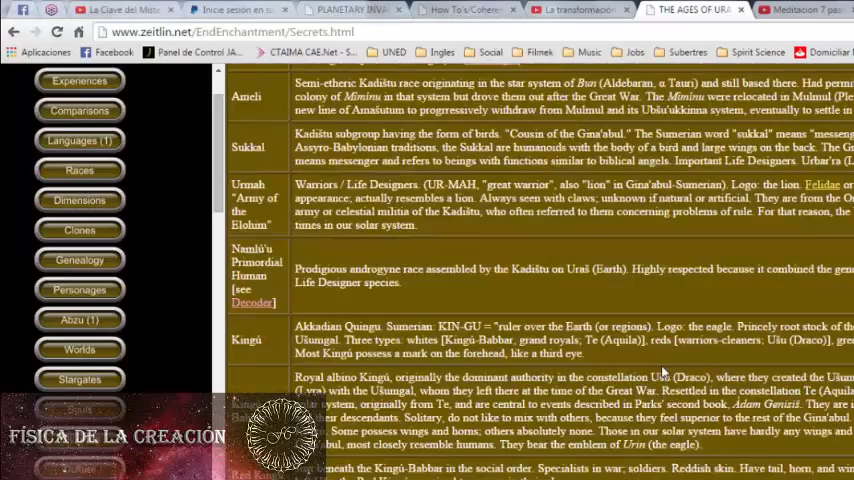 La Clave del Miste
Inicie sesión en su
PLANETARY INVA
How To's/Coheren
La transformació
THE AGES OF URA
Meditacion 7 pas
www.zeitlin.net/EndEnchantment/Secrets.html
Aplicaciones
Facebook
Panel de Control JA...
CTAIMA CAE.Net - S...
UNED
Ingles
Social
Filmek
Music
Jobs
Subertres
Spirit Science
Domiciliar
Experiences
Comparisons
Languages (1)
Races
Dimensions
Clones
Genealogy
Personages
Abzu (1)
Worlds
Stargates
Ameli
Semi-etheric Kadištu race originating in the star system of Bun (Aldebaran, α Tauri) and still based there. Had permi
colony of Miminu in that system but drove them out after the Great War. The Miminu were relocated in Mulmul (Ple
new line of Amašutum to progrressively withdraw from Mulmul and its Ubšu'ukkinna system, eventually to settle in
Sukkal
Kadištu subgroup having the form of birds. "Cousin of the Gina'abul." The Sumerian word "sukkal" means "messeng
Assyro-Babylonian traditions, the Sukkal are humanoids with the body of a bird and large wings on the back. The G
means messenger and refers to beings with functions similar to biblical angels. Important Life Designers. Urbar'ra (
Urmah
"Army of
the
Elohim"
Warriors / Life Designers. (UR-MAH, "great warrior", also "lion" in Gina'abul-Sumerian). Logo: the lion. Felidae or
appearance; actually resembles a lion. Always seen with claws; unknown if natural or artificial. They are from the Or
army or celestial militia of the Kadištu, who often referred to them concerning problems of rule. For that reason, the
times in our solar system.
Namlú'u
Primordial
Human
[see
Decoder]
Prodigious androgyne race assembled by the Kadištu on Uraš (Earth). Highly respected because it combined the gen
Life Designer species.
Kingú
Akkadian Quingu. Sumerian: KIN-GU = "ruler over the Earth (or regions). Logo: the eagle. Princely root stock of th
Ušumgal. Three types: whites [Kingú-Babbar, grand royals; Te (Aquila)], reds [warriors-cleaners; Ušu (Draco)], gree
Most Kingú possess a mark on the forehead, like a third eye.
Royal albino Kingú, originally the dominant authority in the constellation Ušu (Draco), where they created the Ušum
(Lyra) with the Ušumgal, whom they left there at the time of the Great War. Resettled in the constellation Te (Aquila
system, originally from Te, and are central to events described in Parks' second book, Ádam Genisiš. They are
their descendants. Solitary, do not like to mix with others, because they feel superior to the rest of the Gina'abul
Some possess wings and horns; others absolutely none. Those in our solar system have hardly any wings and
bul, most closely resemble humans. They bear the emblem of Urin (the eagle).
beneath the Kingú-Babbar in the social order. Specialists in war; soldiers. Reddish skin. Have tail, horn, and win
FÍSICA DE LA CREACIÓN